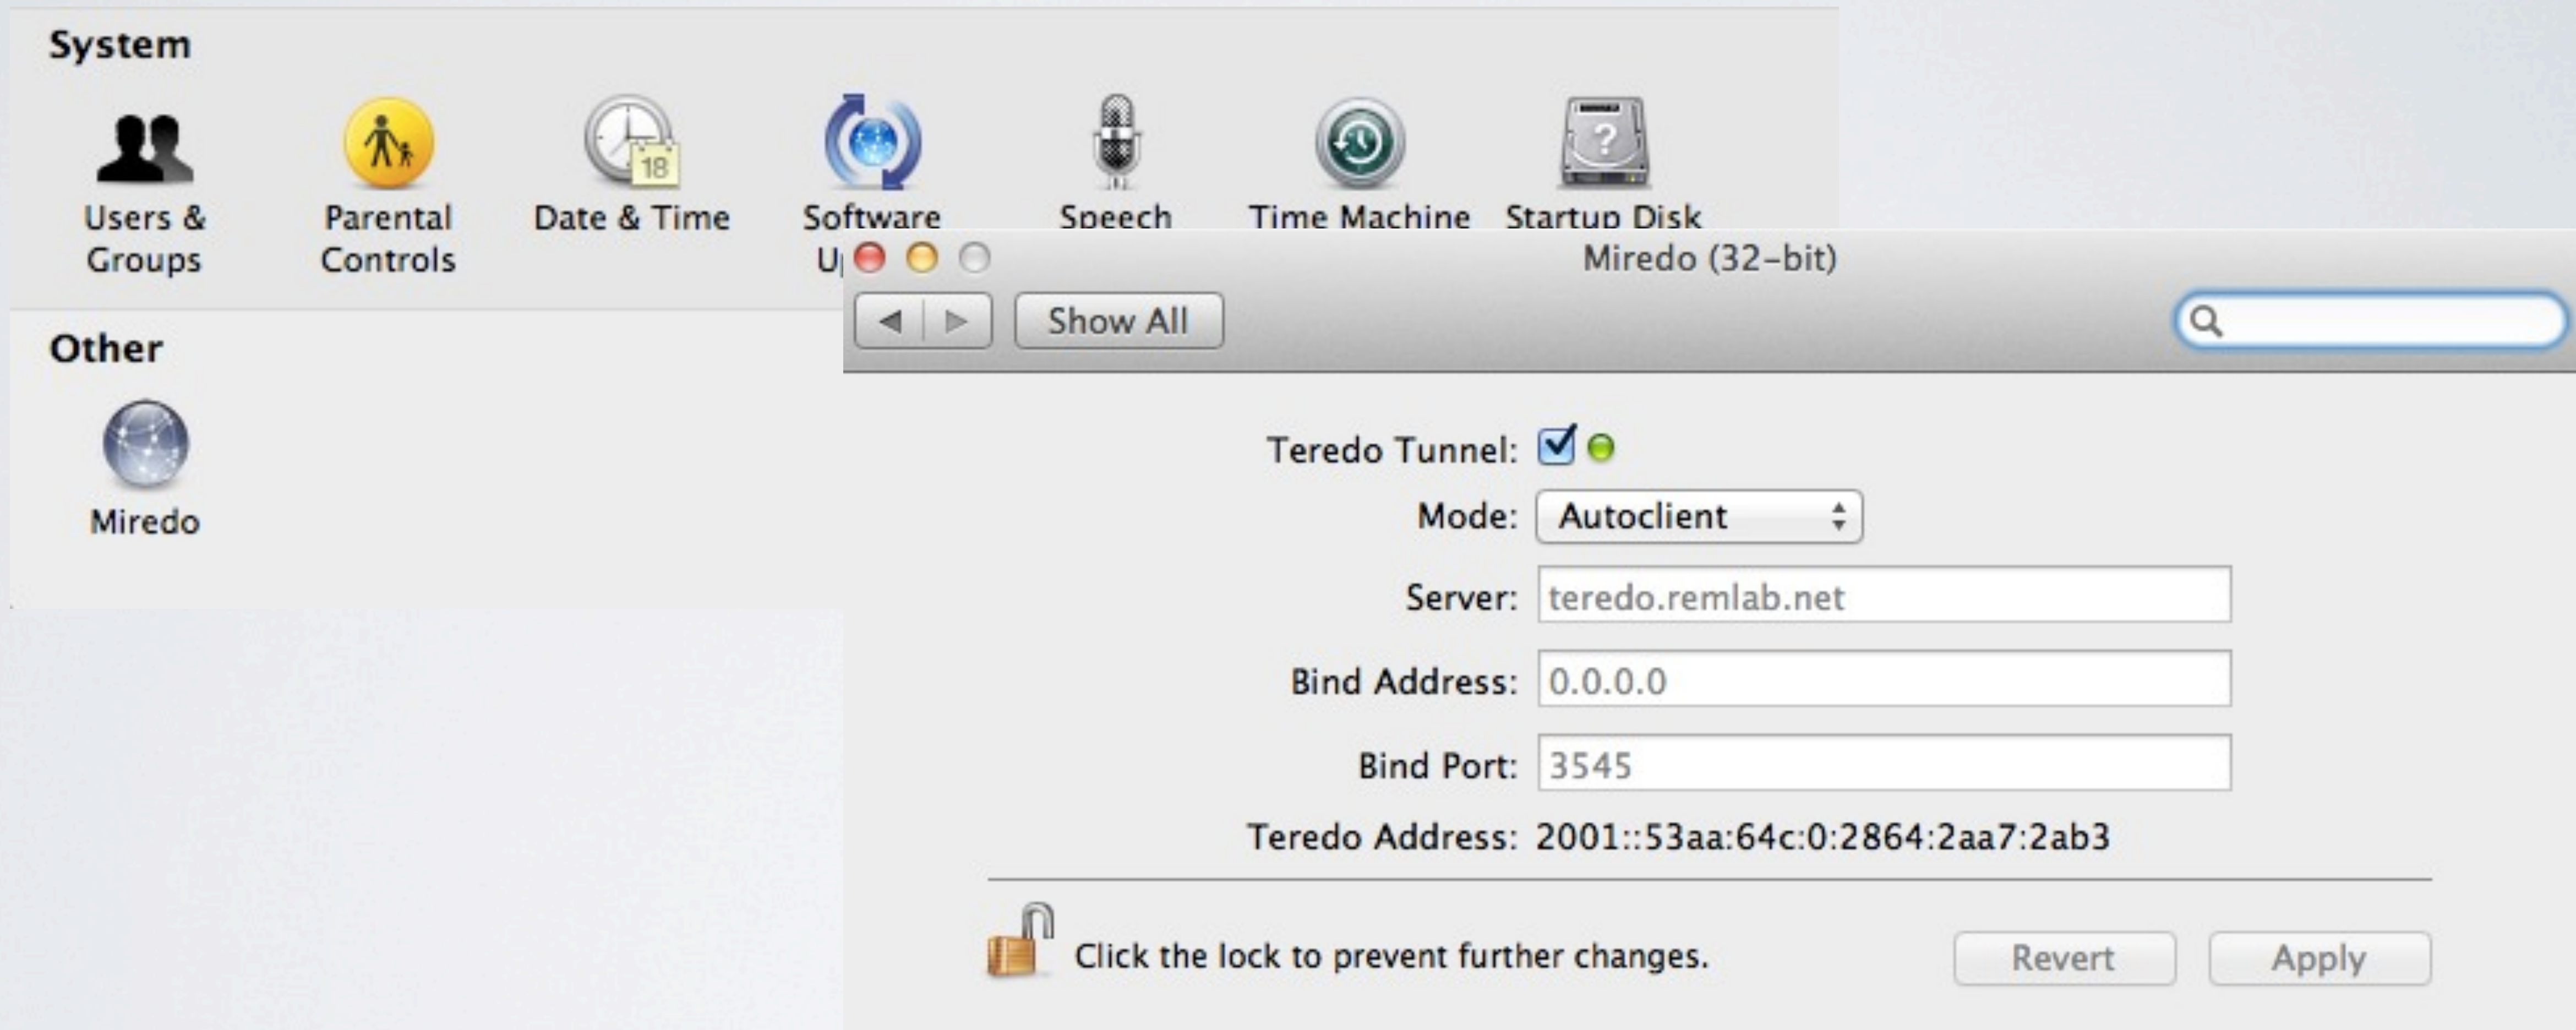 System
Users & Groups
Parental Controls
Date & Time
18
Software
Speech
Time Machine
Startup Disk
?
Other
Miredo
Miredo (32-bit)
Show All
Teredo Tunnel:
Mode: Autoclient
Server: teredo.remlab.net
Bind Address: 0.0.0.0
Bind Port: 3545
Teredo Address: 2001::53aa:64c:0:2864:2aa7:2ab3
Click the lock to prevent further changes.
Revert
Apply